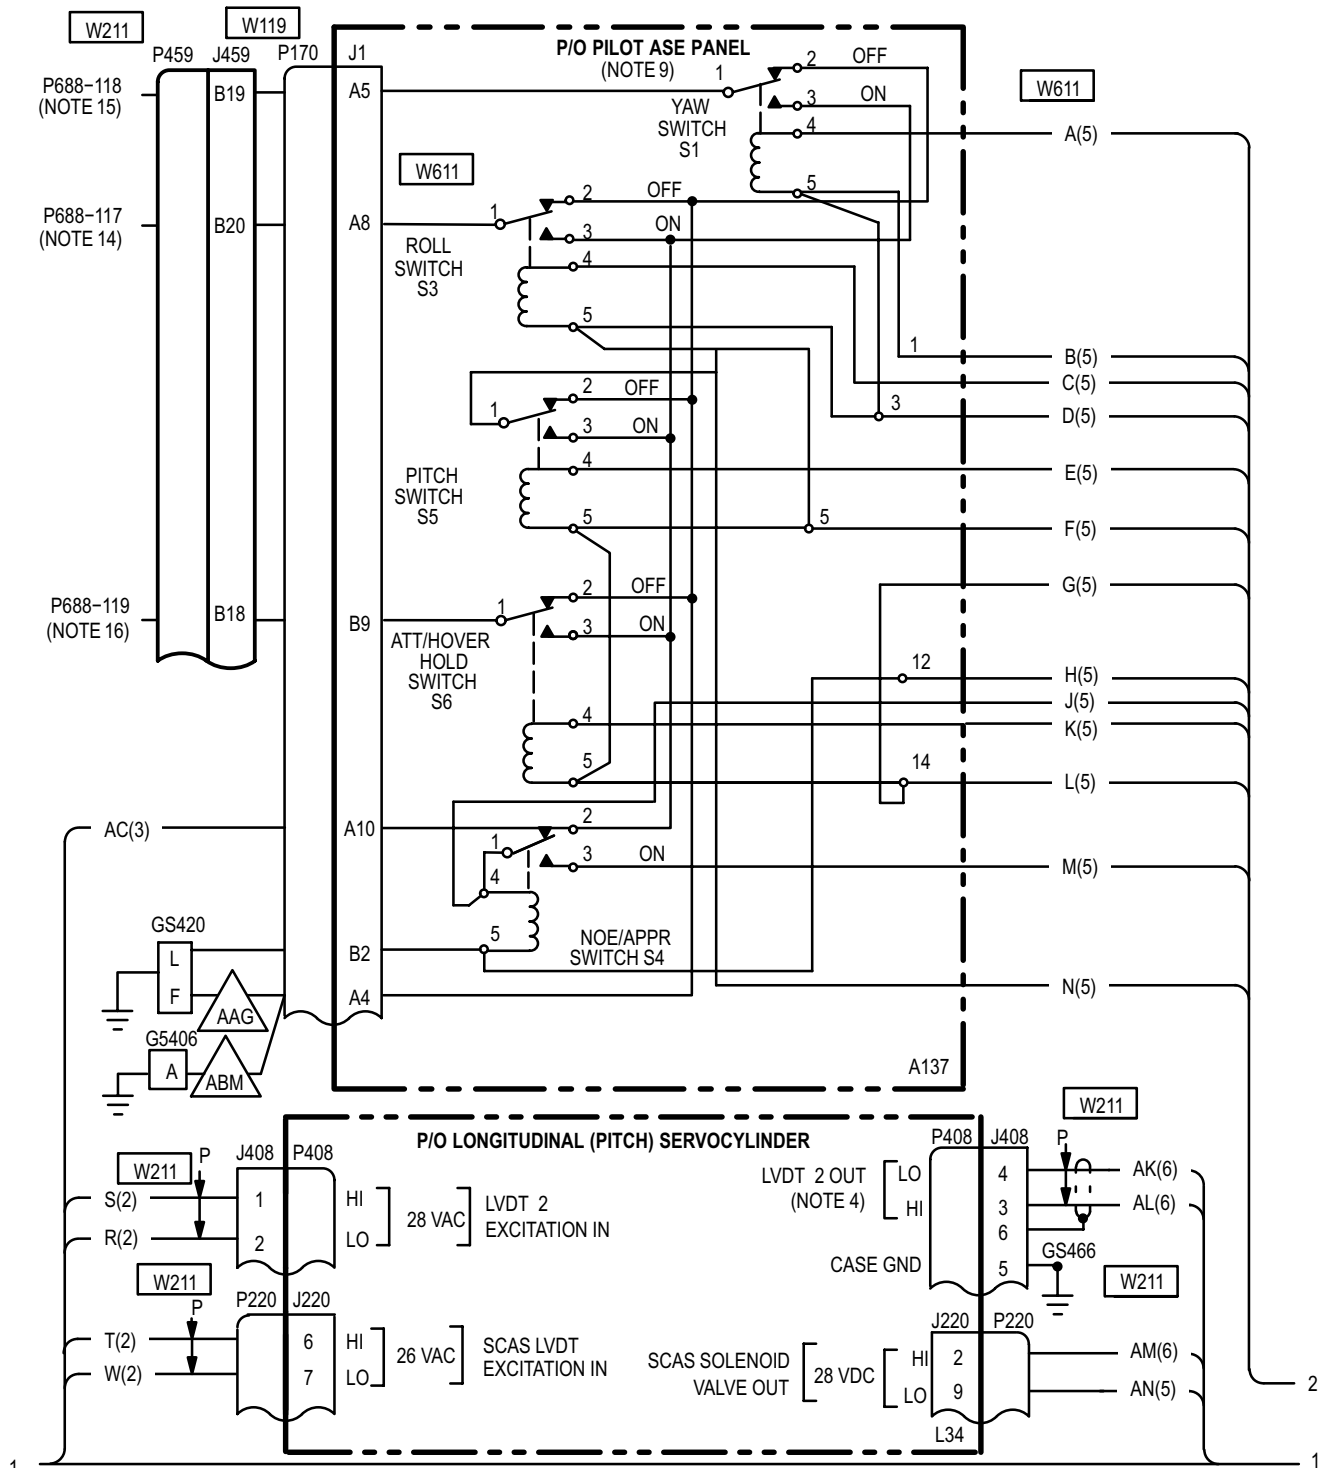 W211
W119
P459 J459 P170 J1
P/O PILOT ASE PANEL
(NOTE 9)
P688-118
(NOTE 15)
B19
A5
1
2
OFF
3
ON
YAW
SWITCH
S1
4
5
W611
A(5)
W611
P688-117
(NOTE 14)
B20
A8
1
2
OFF
3
ON
ROLL
SWITCH
S3
4
5
1
B(5)
C(5)
3
D(5)
1
2
OFF
3
ON
PITCH
SWITCH
S5
4
E(5)
5
5
F(5)
G(5)
P688-119
(NOTE 16)
B18
B9
1
2
OFF
3
ON
ATT/HOVER
HOLD
SWITCH
S6
12
H(5)
J(5)
4
K(5)
5
14
L(5)
AC(3)
A10
1
2
3
ON
M(5)
4
5
NOE/APPR
SWITCH S4
GS420
L
F
AAG
B2
A4
N(5)
G5406
A
ABM
A137
P/O LONGITUDINAL (PITCH) SERVOCYLINDER
W211
P
J408 P408
S(2)
1
HI
R(2)
2
LO
28 VAC
LVDT 2
EXCITATION IN
W211
P
P220 J220
T(2)
6
HI
W(2)
7
LO
26 VAC
SCAS LVDT
EXCITATION IN
W211
P408 J408
P
LVDT 2 OUT
(NOTE 4)
LO
4
AK(6)
HI
3
AL(6)
6
GS466
CASE GND
5
W211
J220 P220
SCAS SOLENOID
VALVE OUT
28 VDC
HI
2
AM(6)
LO
9
AN(5)
L34
2
1
1